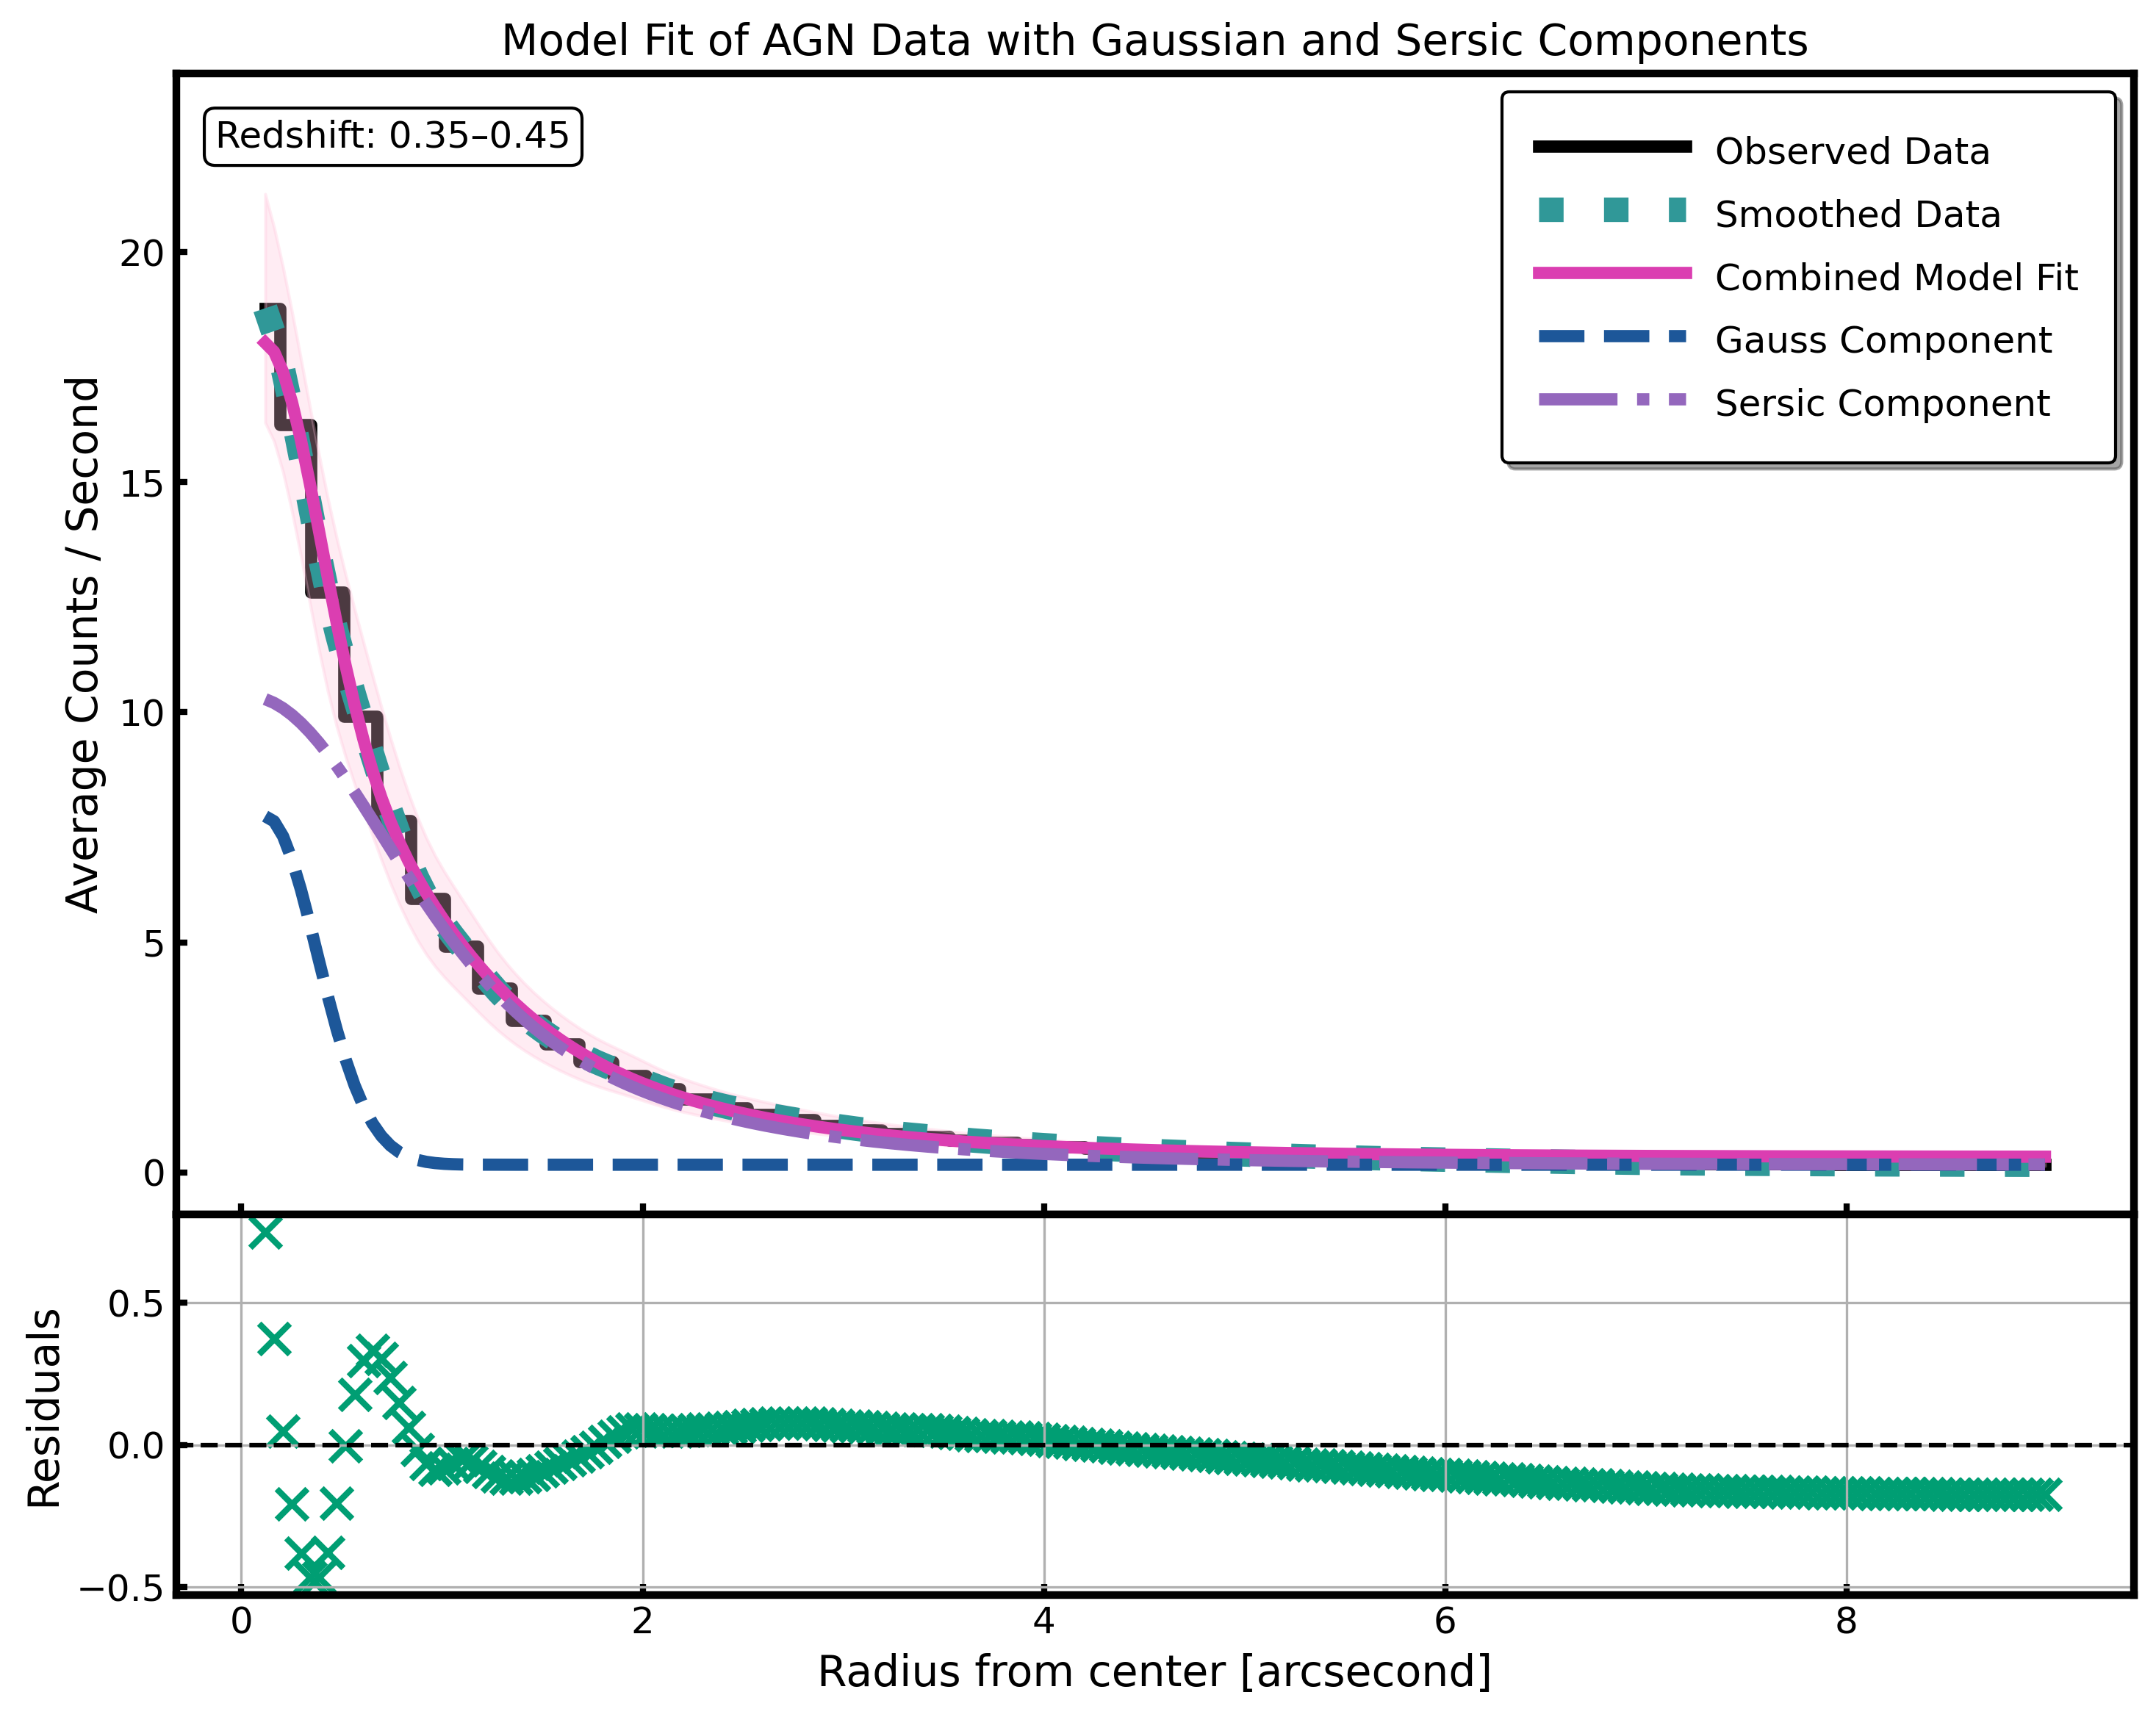 Model Fit of AGN Data with Gaussian and Sersic Components
Redshift: 0.35–0.45
Observed Data
Smoothed Data
Combined Model Fit
Gauss Component
Sersic Component
Average Counts / Second
20
15
10
5
0
Residuals
0.5
0.0
−0.5
0 2 4 6 8
Radius from center [arcsecond]